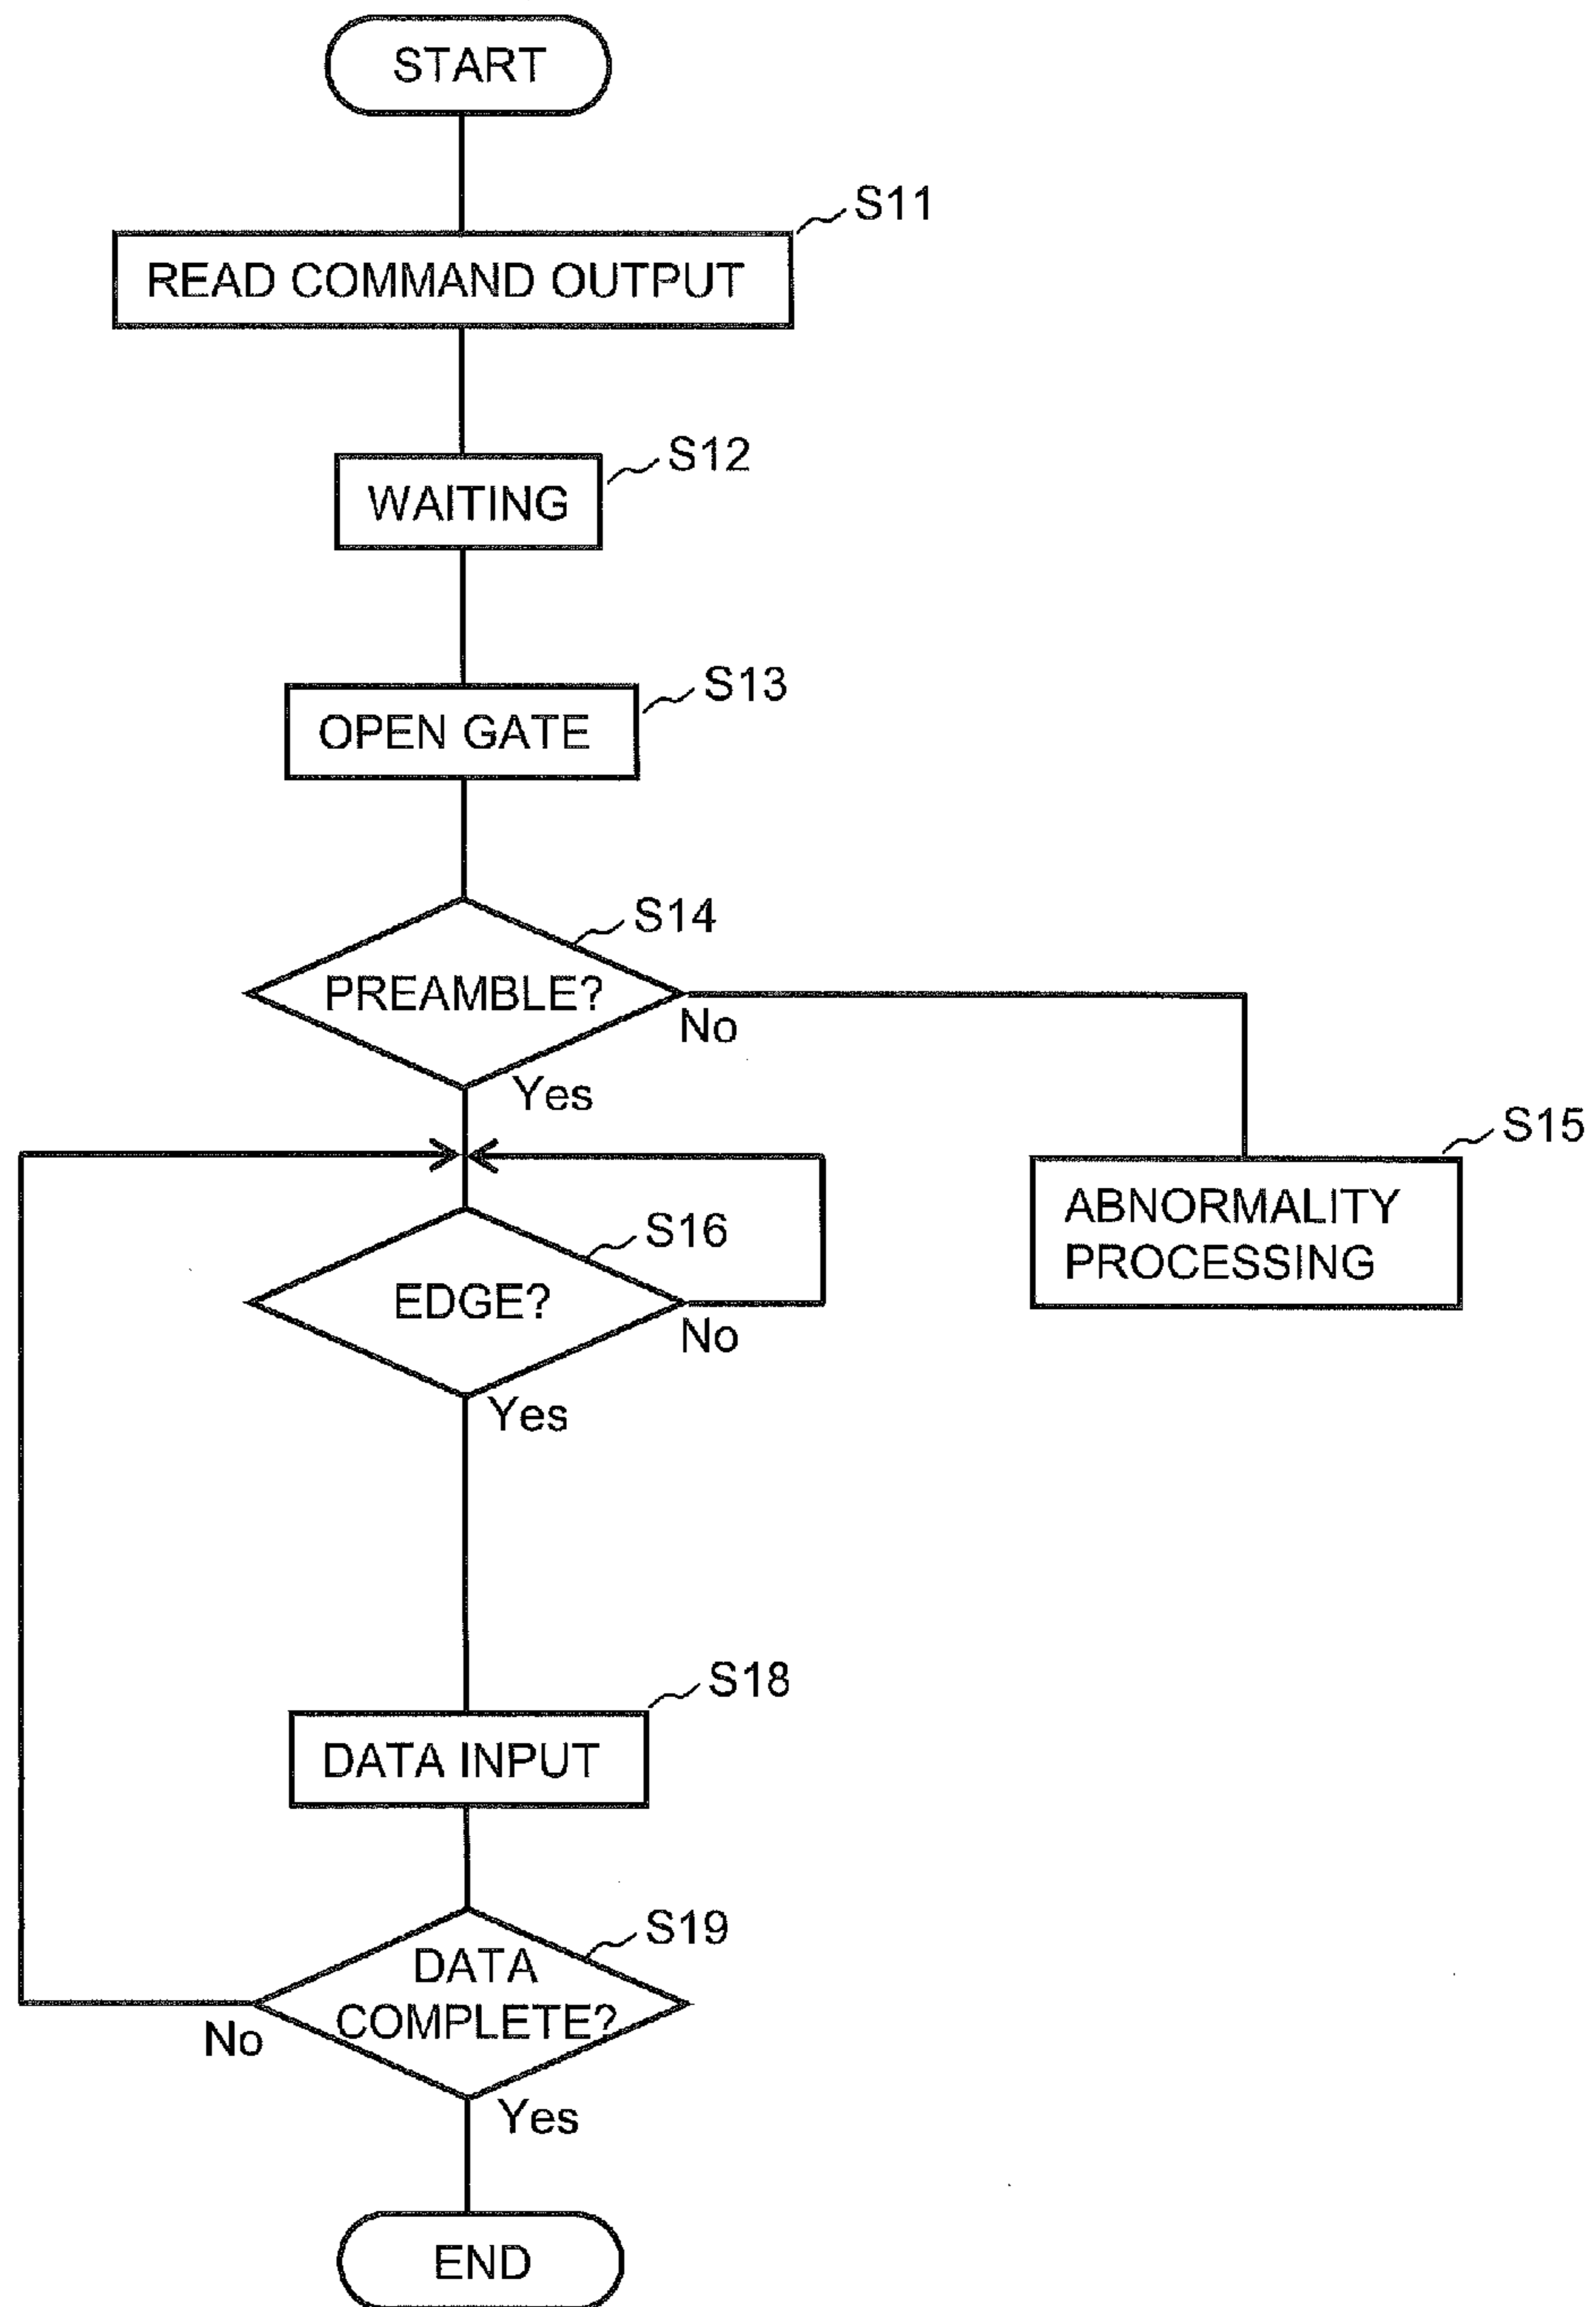 START
S11
READ COMMAND OUTPUT
S12
WAITING
S13
OPEN GATE
S14
PREAMBLE?
No
Yes
S15
ABNORMALITY
PROCESSING
S16
EDGE?
No
Yes
S18
DATA INPUT
S19
DATA
COMPLETE?
No
Yes
END